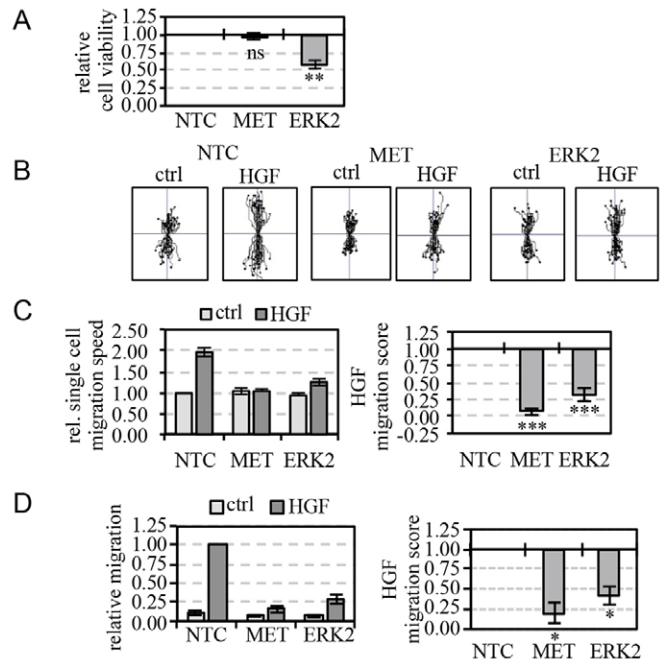 A
relative
cell viability
1.25
1.00
0.75
0.50
0.25
0.00
ns
**
NTC MET ERK2
B
NTC MET ERK2
ctrl HGF ctrl HGF ctrl HGF
C
ctrl HGF
rel. single cell
migration speed
2.50
2.00
1.50
1.00
0.50
0.00
NTC MET ERK2
HGF
migration score
1.25
1.00
0.75
0.50
0.25
0.00
-0.25
***
***
NTC MET ERK2
D
ctrl HGF
relative migration
1.25
1.00
0.75
0.50
0.25
0.00
NTC MET ERK2
HGF
migration score
1.25
1.00
0.75
0.50
0.25
0.00
*
*
NTC MET ERK2